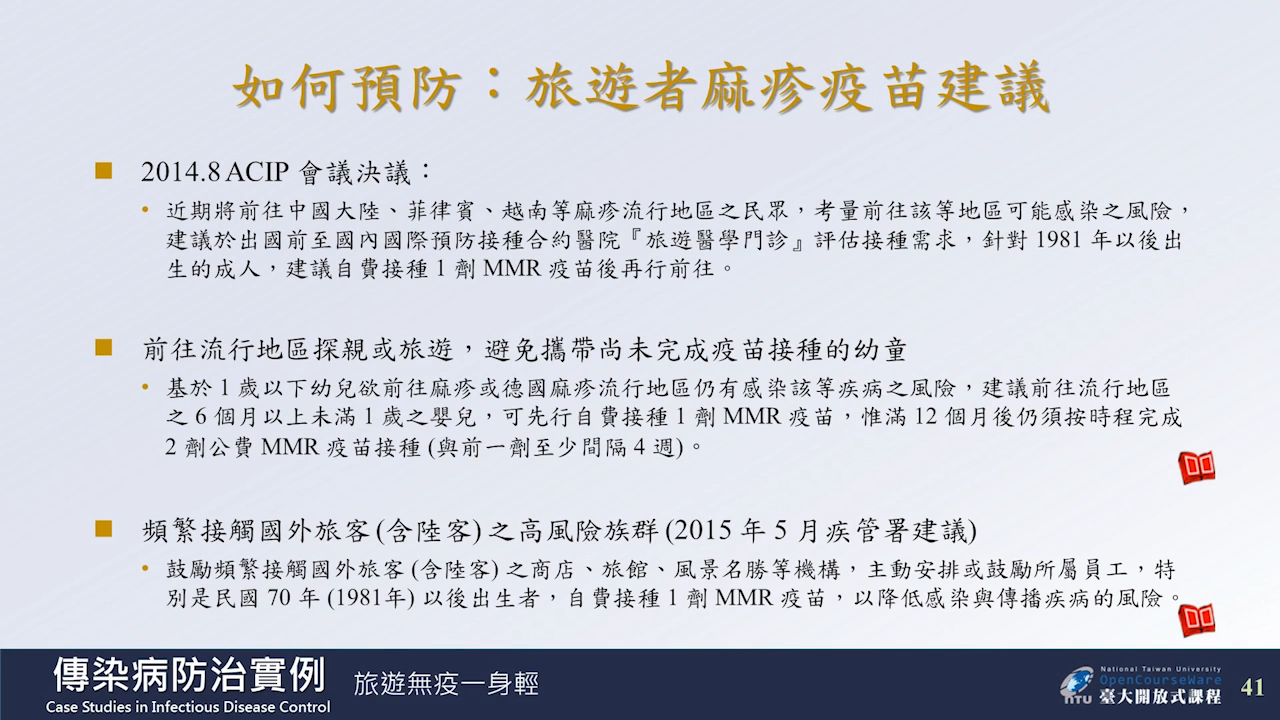 如何預防：旅遊者麻疹疫苗建議
2014.8 ACIP 會議決議：
近期將前往中國大陸、菲律賓、越南等麻疹流行地區之民眾，考量前往該等地區可能感染之風險，
建議於出國前至國內國際預防接種合約醫院『旅遊醫學門診』評估接種需求，針對 1981 年以後出
生的成人，建議自費接種 1 劑 MMR 疫苗後再行前往。
前往流行地區探親或旅遊，避免攜帶尚未完成疫苗接種的幼童
基於 1 歲以下幼兒欲前往麻疹或德國麻疹流行地區仍有感染該等疾病之風險，建議前往流行地區
之 6 個月以上未滿 1 歲之嬰兒，可先行自費接種 1 劑 MMR 疫苗，惟滿 12 個月後仍須按時程完成
2 劑公費 MMR 疫苗接種 (與前一劑至少間隔 4 週)。
頻繁接觸國外旅客 (含陸客) 之高風險族群 (2015 年 5 月疾管署建議)
鼓勵頻繁接觸國外旅客 (含陸客) 之商店、旅館、風景名勝等機構，主動安排或鼓勵所屬員工，特
別是民國 70 年 (1981年) 以後出生者，自費接種 1 劑 MMR 疫苗，以降低感染與傳播疾病的風險。
傳染病防治實例 旅遊無疫一身輕
Case Studies in Infectious Disease Control
National Taiwan University
OpenCourseWare
NTU 臺大開放式課程
41